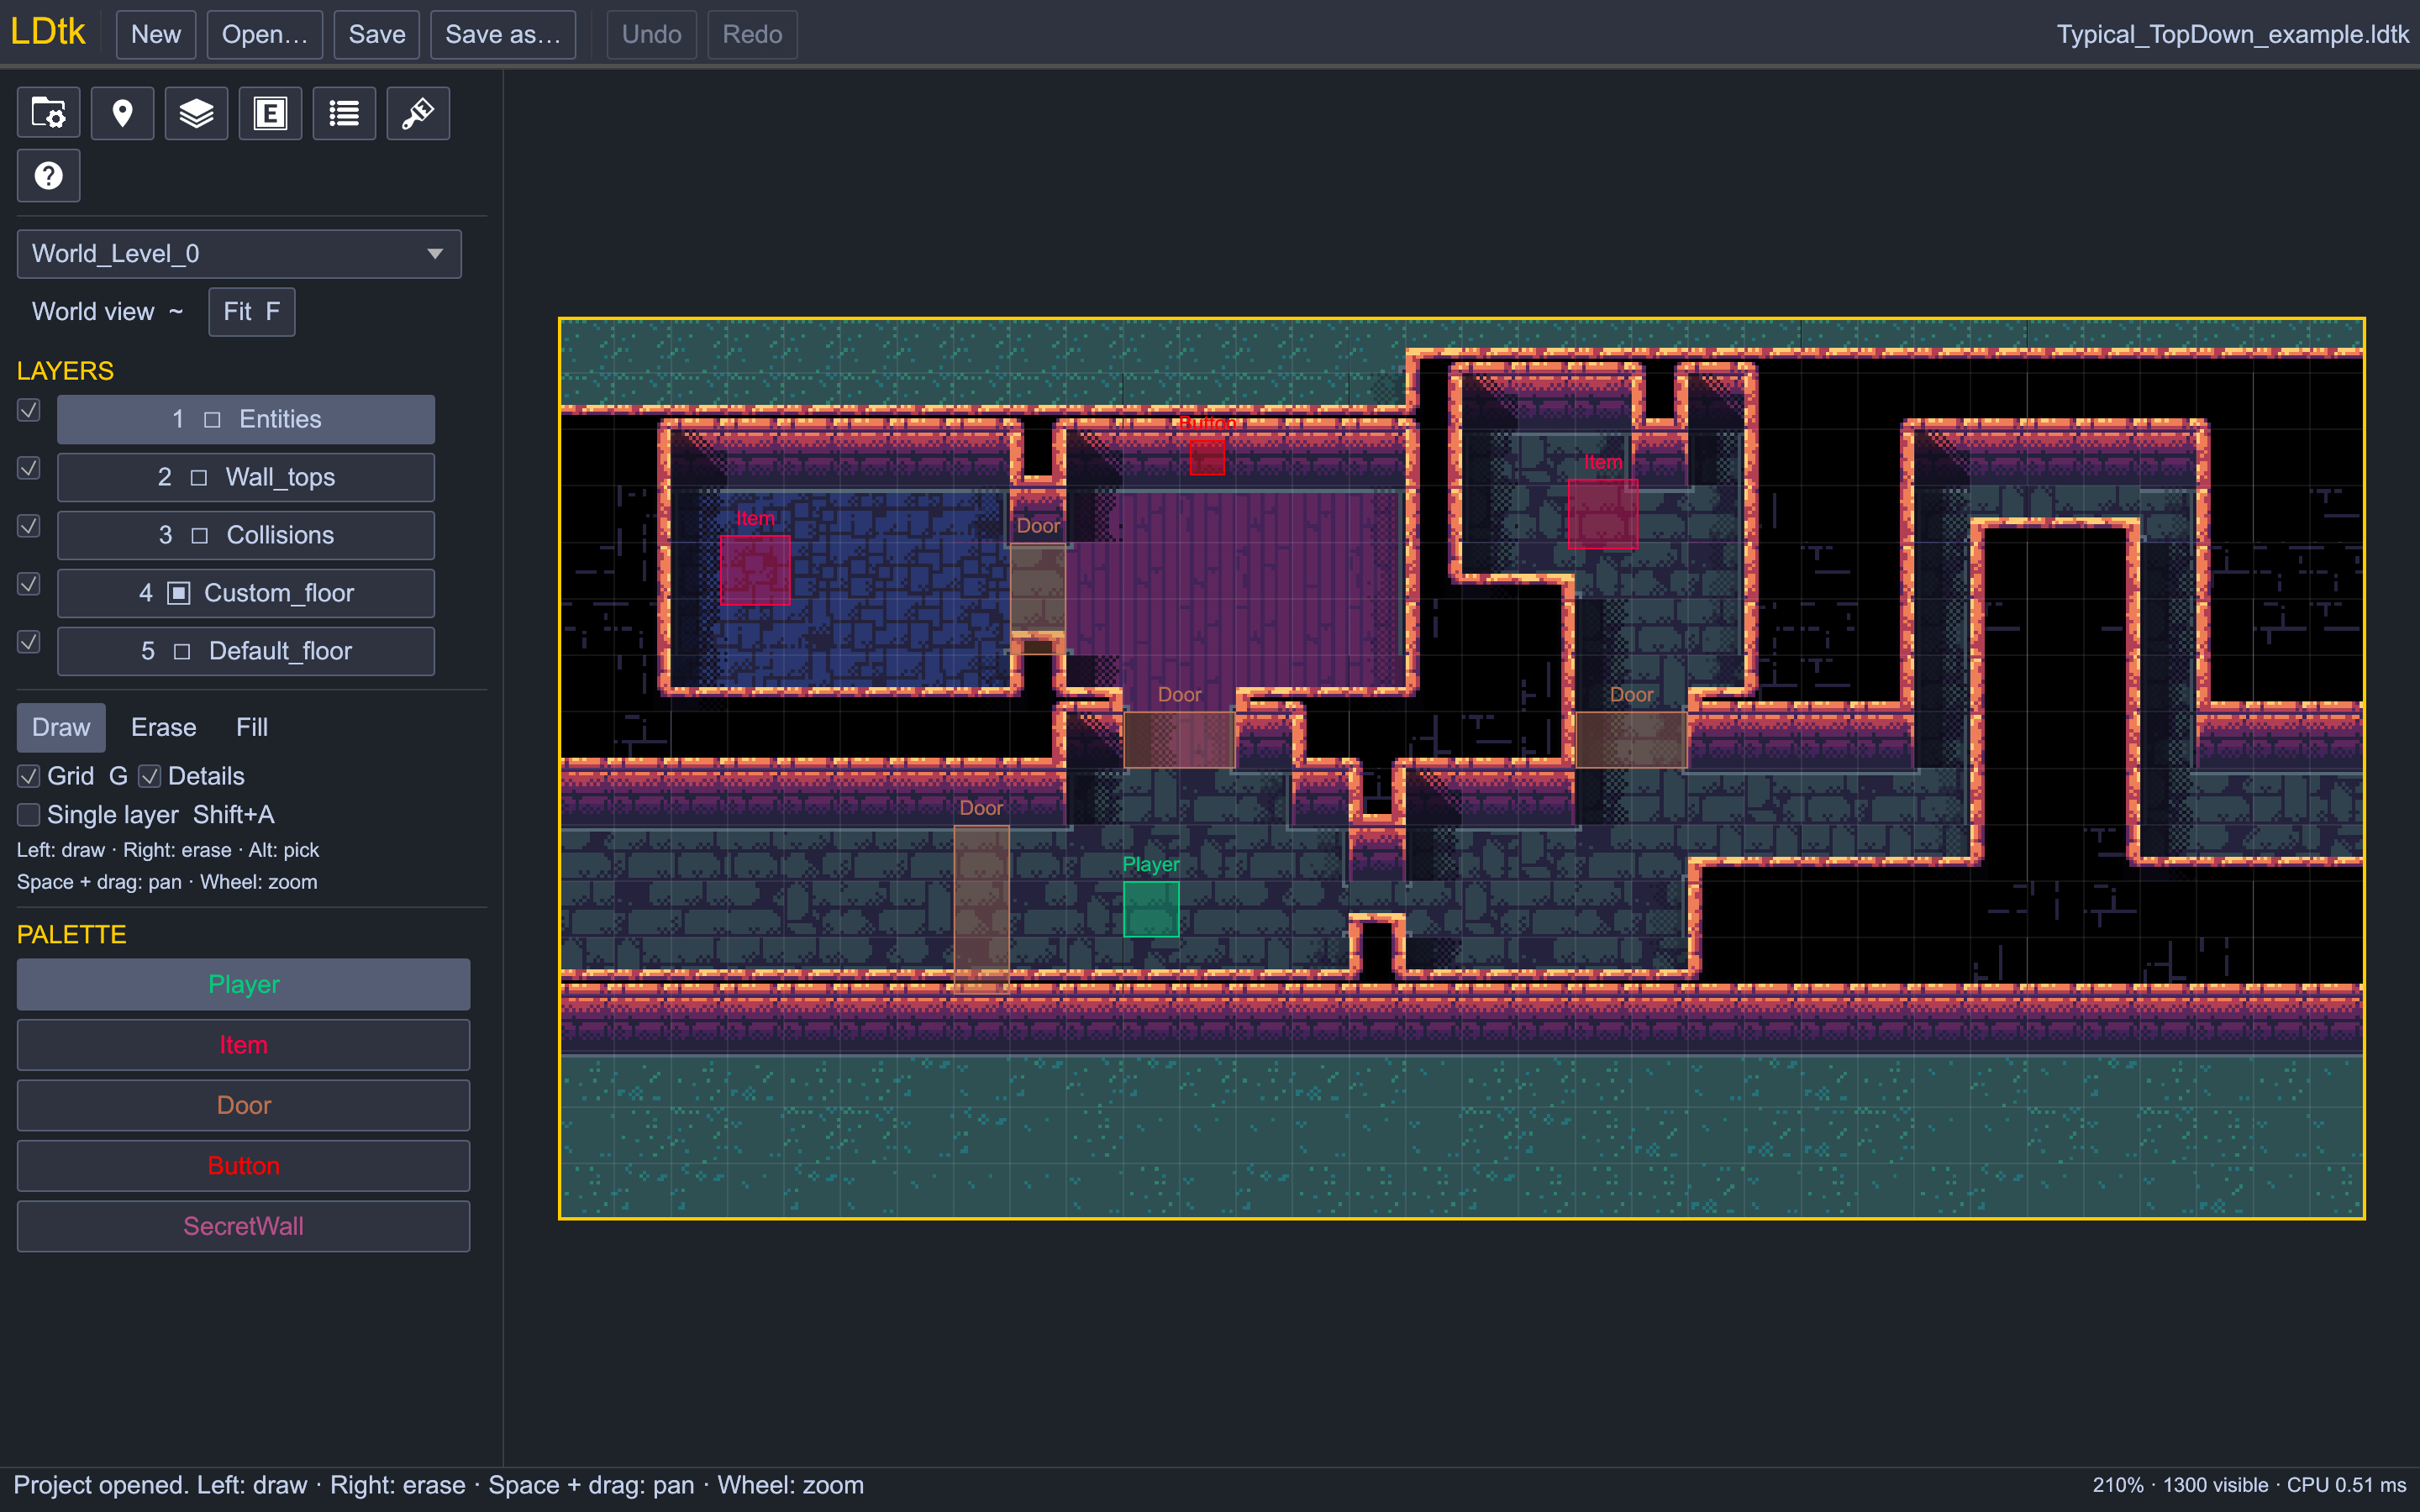 LDtk New Open… Save Save as… Undo Redo Typical_TopDown_example.ldtk
E
?
World_Level_0
World view ~ Fit F
LAYERS
1 Entities
2 Wall_tops
3 Collisions
4 Custom_floor
5 Default_floor
Draw Erase Fill
Grid G Details
Single layer Shift+A
Left: draw · Right: erase · Alt: pick
Space + drag: pan · Wheel: zoom
PALETTE
Player
Item
Door
Button
SecretWall
Button
Item
Item
Door
Door
Door
Door
Player
Project opened. Left: draw · Right: erase · Space + drag: pan · Wheel: zoom
210% · 1300 visible · CPU 0.51 ms